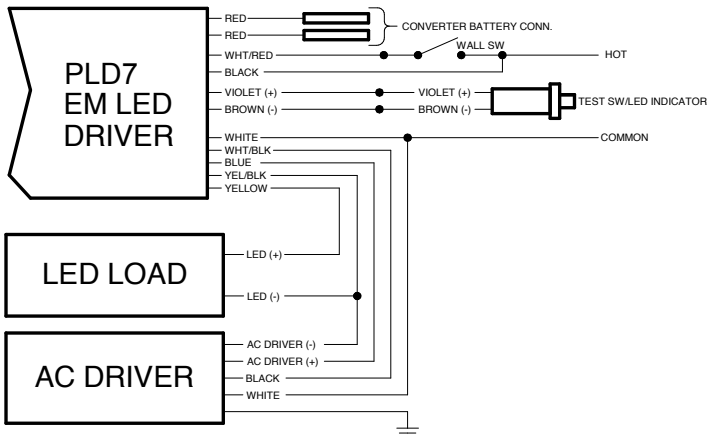 RED
RED
CONVERTER BATTERY CONN.
WHT/RED
WALL SW
HOT
BLACK
PLD7
EM LED
DRIVER
VIOLET (+)
VIOLET (+)
BROWN (-)
BROWN (-)
TEST SW/LED INDICATOR
WHITE
COMMON
WHT/BLK
BLUE
YEL/BLK
YELLOW
LED LOAD
LED (+)
LED (-)
AC DRIVER
AC DRIVER (-)
AC DRIVER (+)
BLACK
WHITE